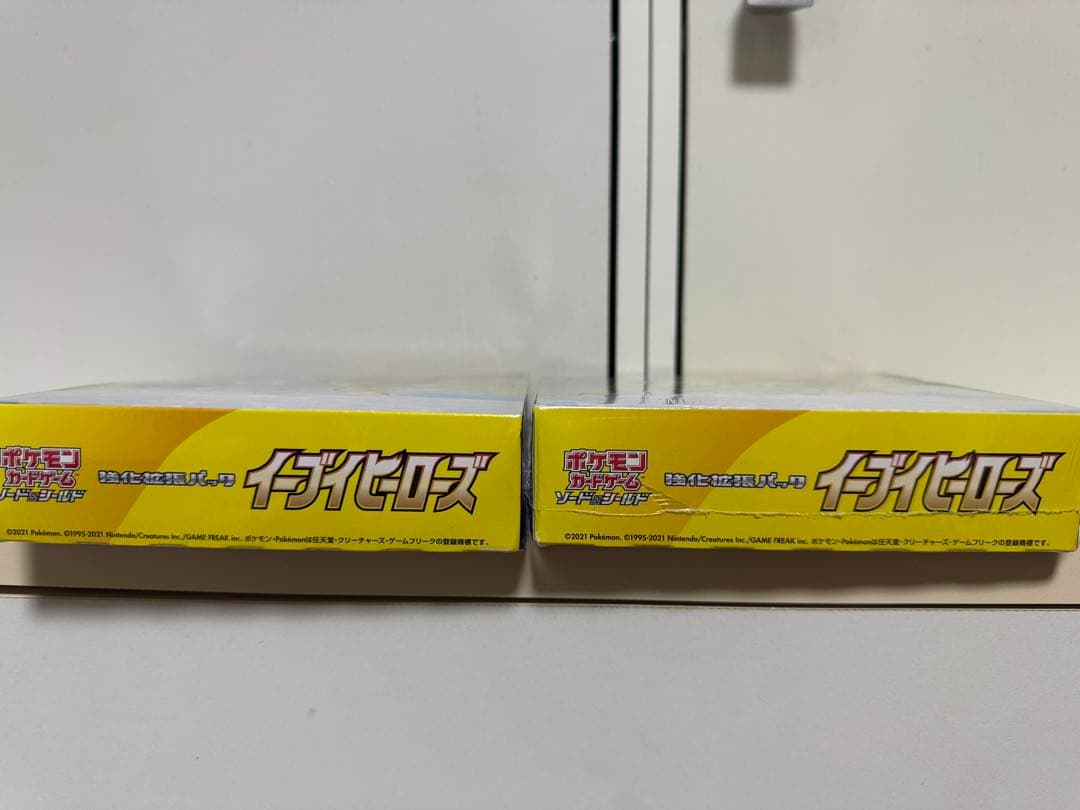 ポケモン
カードゲーム
ソード&シールド
強化拡張パック
イーブイヒーローズ
©2021 Pokémon. ©1995-2021 Nintendo/Creatures Inc./GAME FREAK inc. ポケモン・Pokémonは任天堂・クリーチャーズ・ゲームフリークの登録商標です。
ポケモン
カードゲーム
ソード&シールド
強化拡張パック
イーブイヒーローズ
©2021 Pokémon. ©1995-2021 Nintendo/Creatures Inc./GAME FREAK inc. ポケモン・Pokémonは任天堂・クリーチャーズ・ゲームフリークの登録商標です。